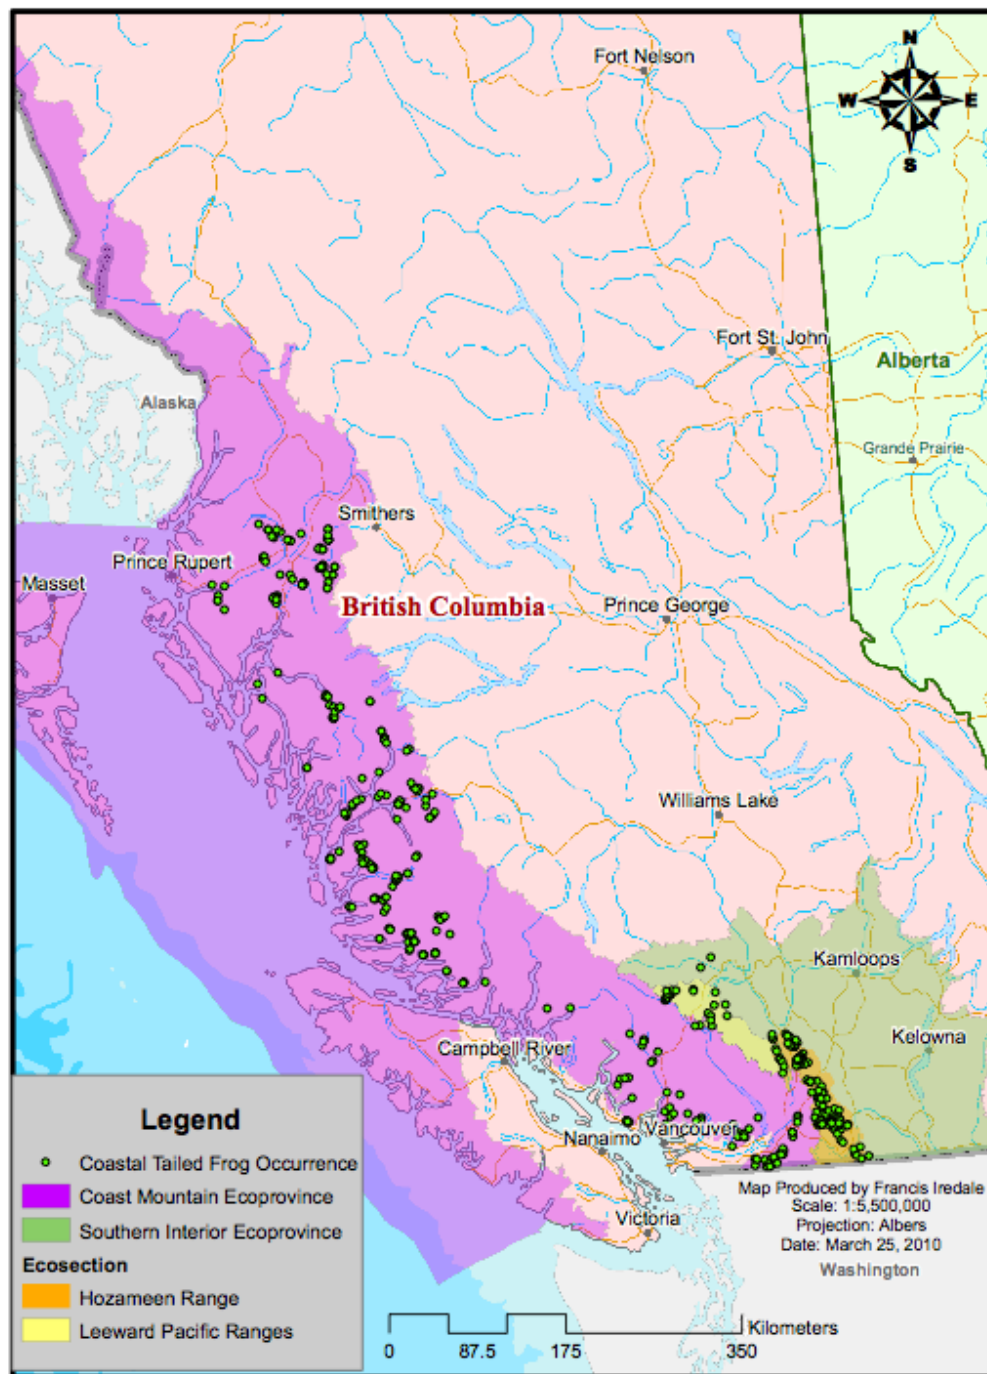 Fort Nelson
N
W
E
S
Fort St. John
Alberta
Alaska
Grande Prairie
Smithers
Prince Rupert
Masset
British Columbia
Prince George
Williams Lake
Kamloops
Kelowna
Campbell River
Vancouver
Nanaimo
Victoria
Legend
Coastal Tailed Frog Occurrence
Coast Mountain Ecoprovince
Southern Interior Ecoprovince
Ecosection
Hozameen Range
Leeward Pacific Ranges
Map Produced by Francis Iredale
Scale: 1:5,500,000
Projection: Albers
Date: March 25, 2010
Washington
Kilometers
0 87.5 175 350